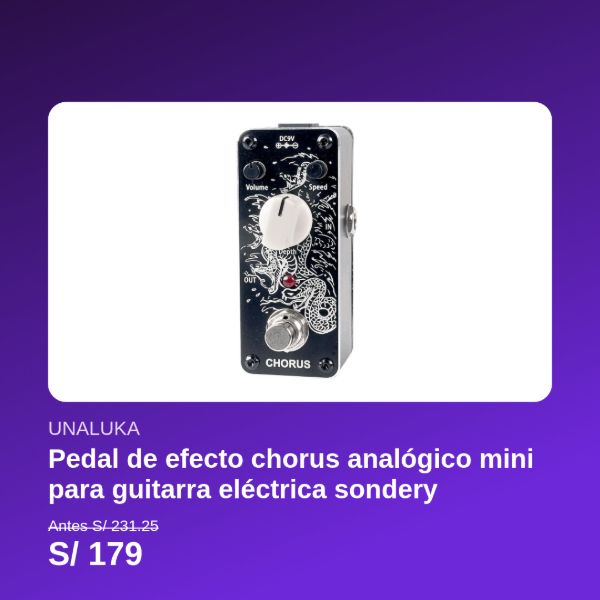 DC9V
Volume Speed
Depth
OUT
CHORUS
UNALUKA
Pedal de efecto chorus analógico mini
para guitarra eléctrica sondery
Antes S/ 231.25
S/ 179